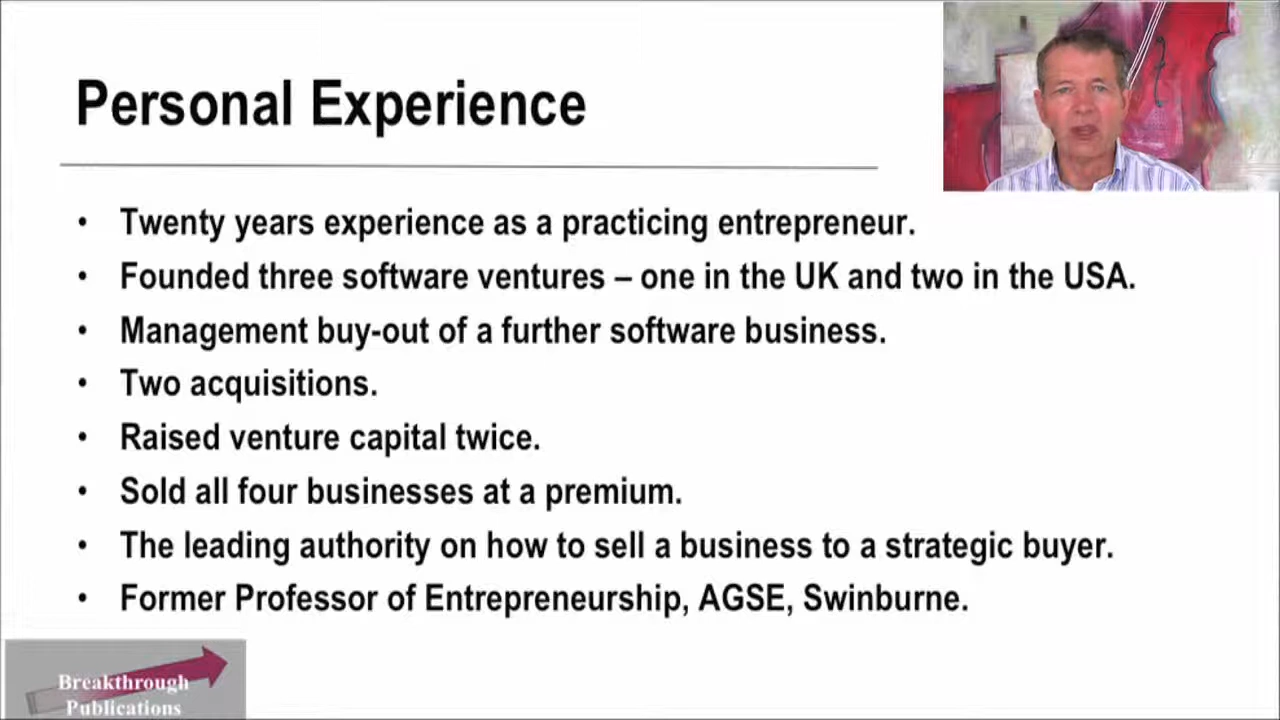 Personal Experience
• Twenty years experience as a practicing entrepreneur.
• Founded three software ventures – one in the UK and two in the USA.
• Management buy-out of a further software business.
• Two acquisitions.
• Raised venture capital twice.
• Sold all four businesses at a premium.
• The leading authority on how to sell a business to a strategic buyer.
• Former Professor of Entrepreneurship, AGSE, Swinburne.
Breakthrough
Publications